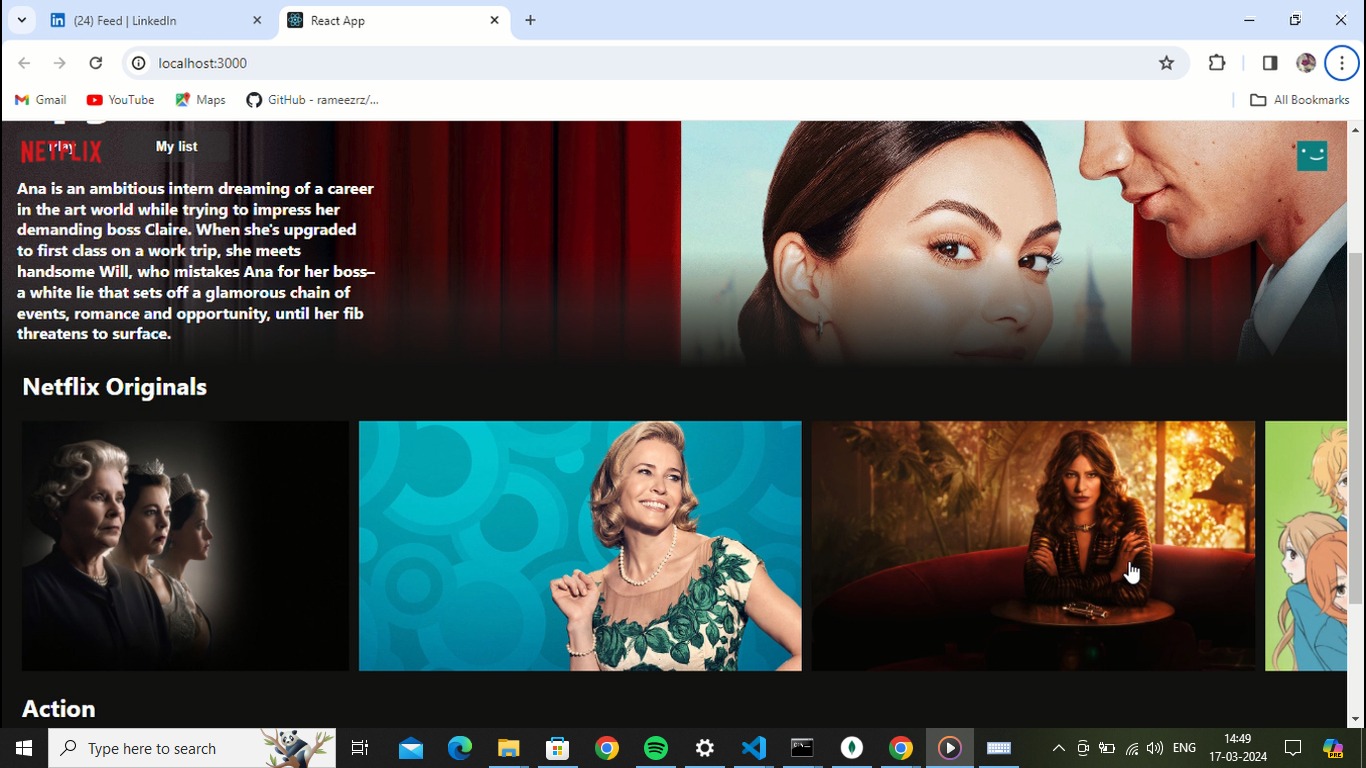 (24) Feed | LinkedIn
React App
localhost:3000
Gmail
YouTube
Maps
GitHub - rameezrz/...
All Bookmarks
NETFLIX
Play
My list
Ana is an ambitious intern dreaming of a career
in the art world while trying to impress her
demanding boss Claire. When she's upgraded
to first class on a work trip, she meets
handsome Will, who mistakes Ana for her boss–
a white lie that sets off a glamorous chain of
events, romance and opportunity, until her fib
threatens to surface.
Netflix Originals
Action
Type here to search
ENG
14:49
17-03-2024
PRE